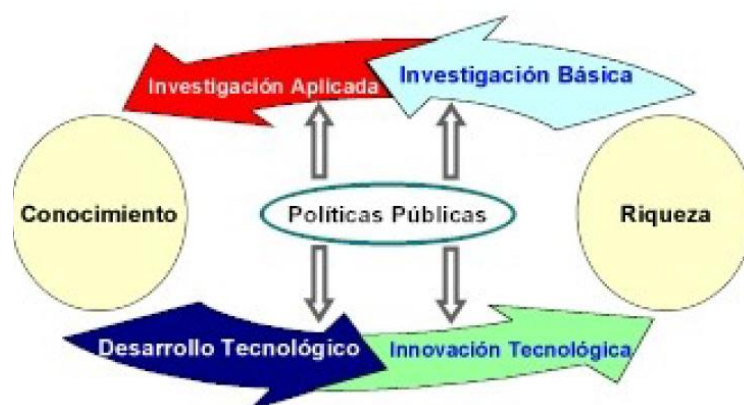 Investigación Aplicada
Investigación Básica
Conocimiento
Políticas Públicas
Riqueza
Desarrollo Tecnológico
Innovación Tecnológica